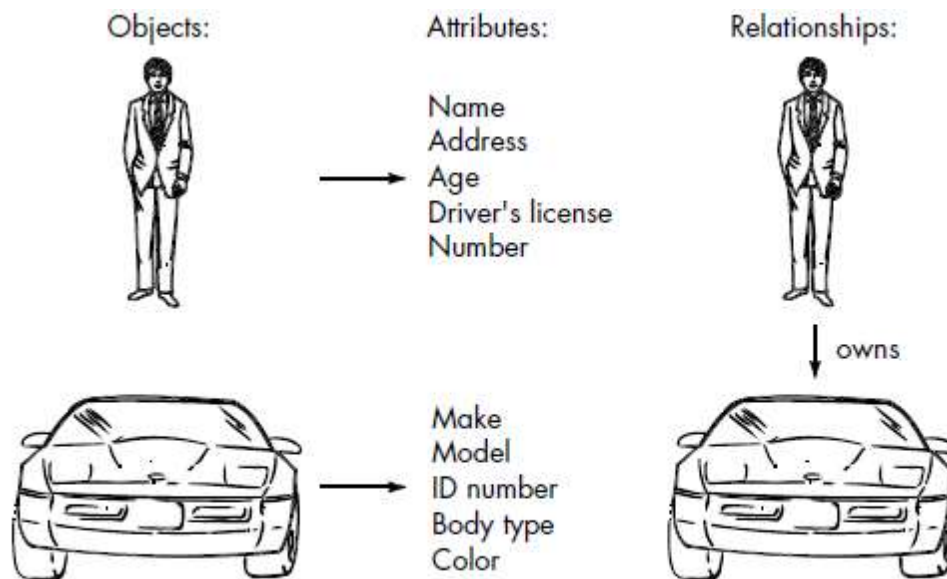 Objects:
Attributes:
Relationships:
Name
Address
Age
Driver's license
Number
owns
Make
Model
ID number
Body type
Color